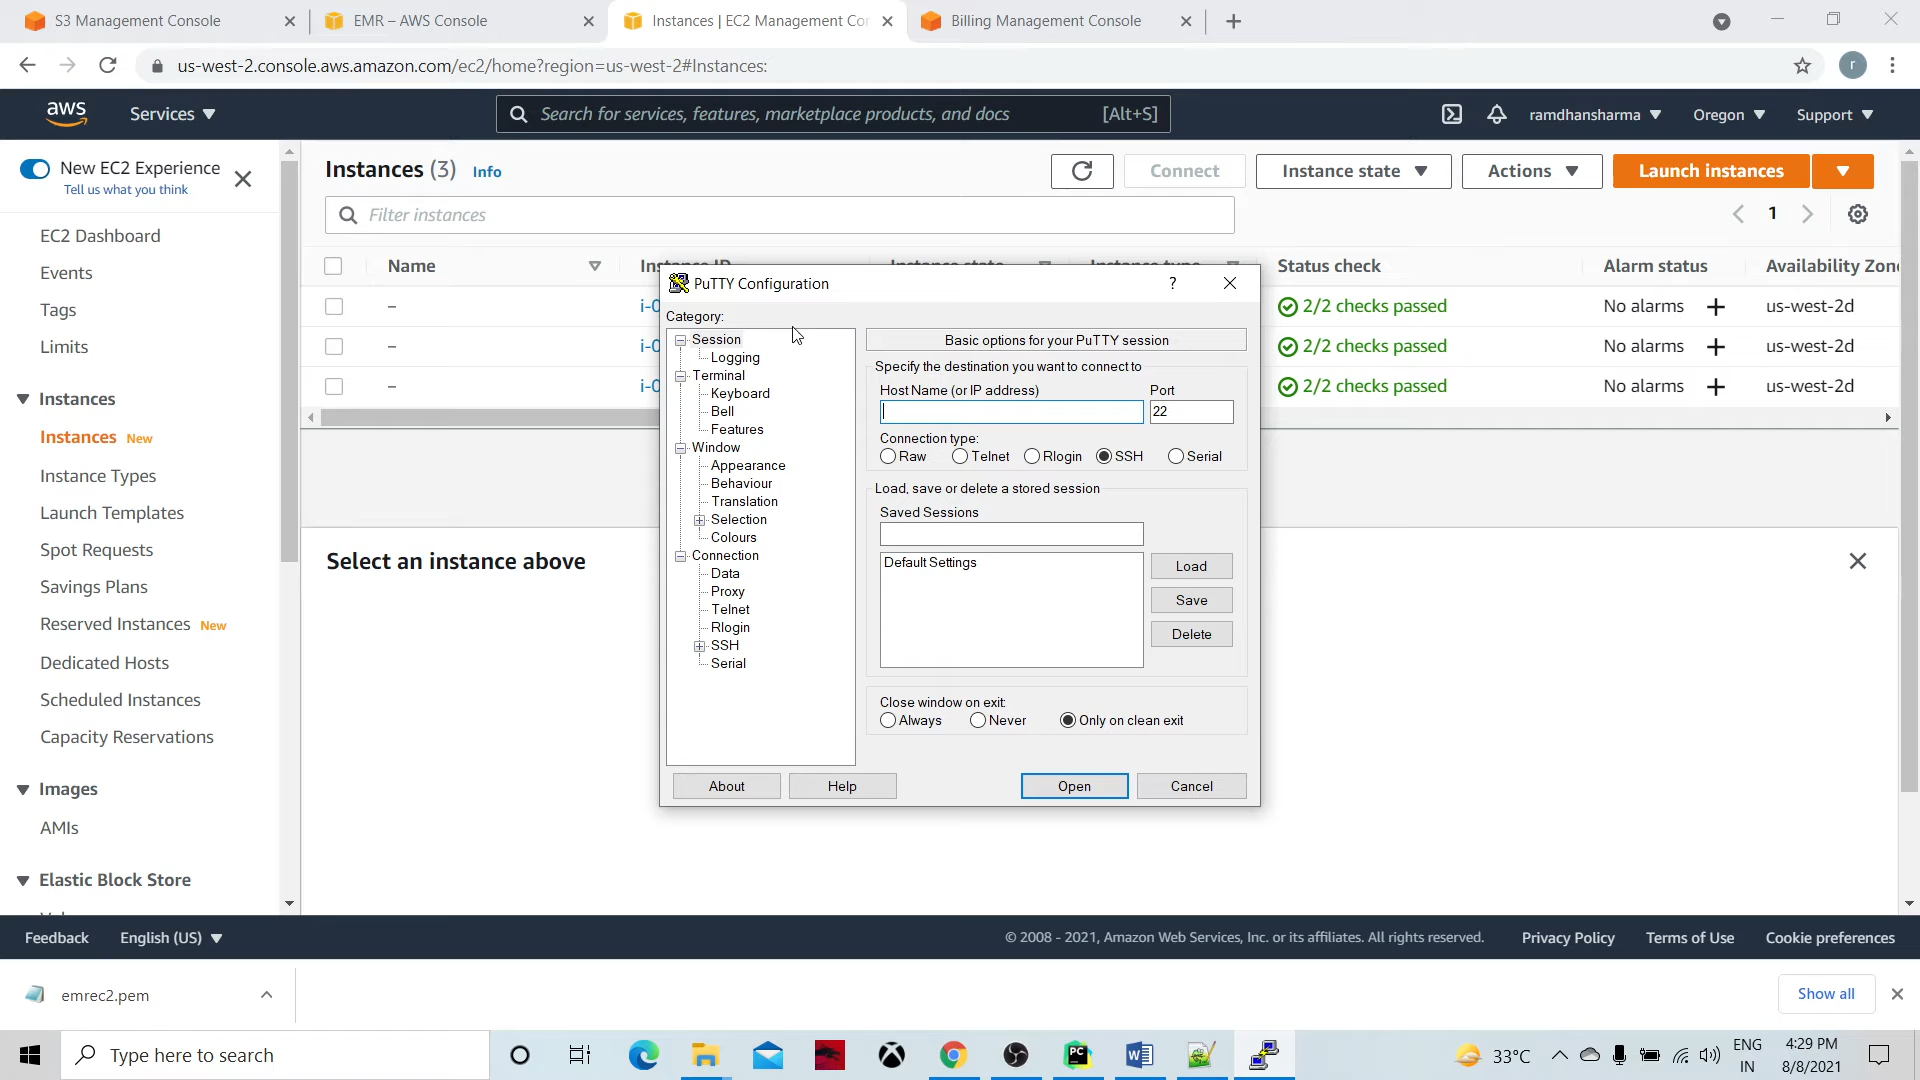 S3 Management Console
EMR – AWS Console
Instances | EC2 Management Co
Billing Management Console
us-west-2.console.aws.amazon.com/ec2/home?region=us-west-2#Instances:
r
aws
Services
Search for services, features, marketplace products, and docs
[Alt+S]
ramdhansharma
Oregon
Support
New EC2 Experience
Tell us what you think
EC2 Dashboard
Events
Tags
Limits
Instances
Instances New
Instance Types
Launch Templates
Spot Requests
Savings Plans
Reserved Instances New
Dedicated Hosts
Scheduled Instances
Capacity Reservations
Images
AMIs
Elastic Block Store
Instances (3) Info
Connect
Instance state
Actions
Launch instances
Filter instances
1
Name
Status check
Alarm status
Availability Zon
– i-0 2/2 checks passed No alarms + us-west-2d
– i-0 2/2 checks passed No alarms + us-west-2d
– i-0 2/2 checks passed No alarms + us-west-2d
Select an instance above
PuTTY Configuration
?
Category:
Session
Logging
Terminal
Keyboard
Bell
Features
Window
Appearance
Behaviour
Translation
Selection
Colours
Connection
Data
Proxy
Telnet
Rlogin
SSH
Serial
Basic options for your PuTTY session
Specify the destination you want to connect to
Host Name (or IP address)
Port
22
Connection type:
Raw
Telnet
Rlogin
SSH
Serial
Load, save or delete a stored session
Saved Sessions
Default Settings
Load
Save
Delete
Close window on exit:
Always
Never
Only on clean exit
About
Help
Open
Cancel
Feedback
English (US)
© 2008 - 2021, Amazon Web Services, Inc. or its affiliates. All rights reserved.
Privacy Policy
Terms of Use
Cookie preferences
emrec2.pem
Show all
Type here to search
PC
33°C
ENG
IN
4:29 PM
8/8/2021